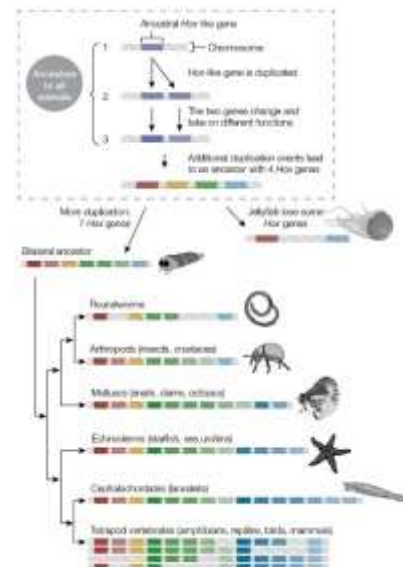 Ancestral Hox-like gene
1
Chromosome
Ancestors
to all
animals
Hox-like gene is duplicated
2
The two genes change and
take on different functions
3
Additional duplication events lead
to an ancestor with 4 Hox genes
More duplication:
7 Hox genes
Jellyfish lose some
Hox genes
Bilateral ancestor
Roundworms
Arthropods (insects, crustacea)
Molluscs (snails, clams, octopus)
Echinoderms (starfish, sea urchins)
Cephalochordates (lancelets)
Tetrapod vertebrates (amphibians, reptiles, birds, mammals)